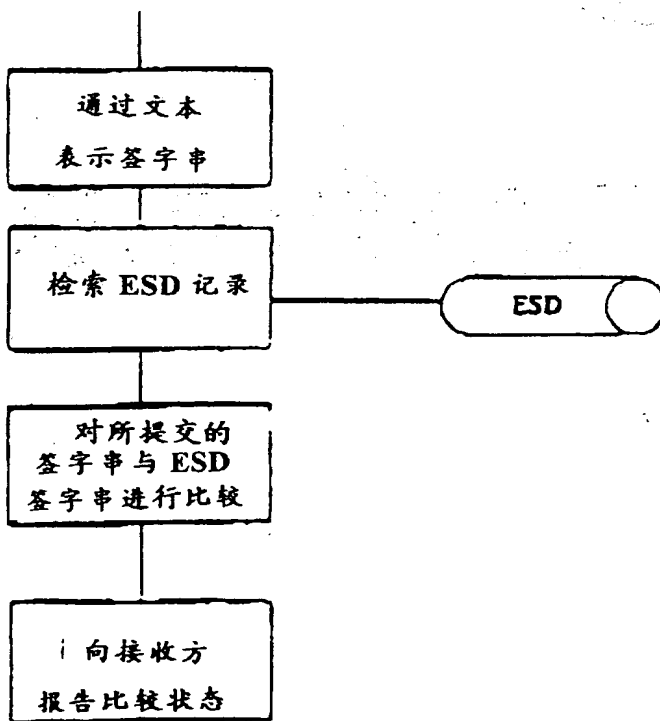 通过文本
表示签字串
检索 ESD 记录
ESD
对所提交的
签字串与 ESD
签字串进行比较
向接收方
报告比较状态